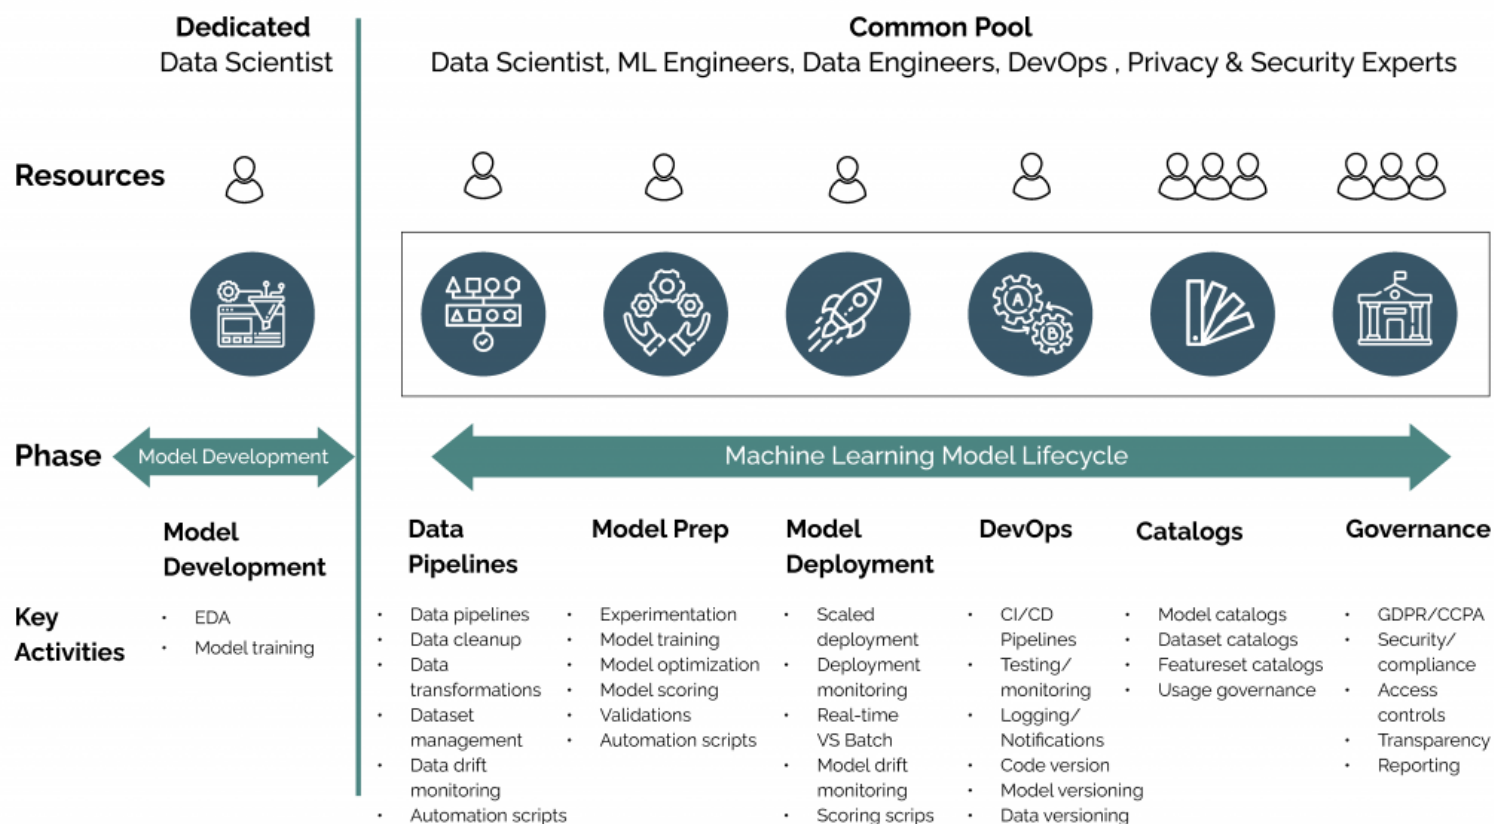 Dedicated
Data Scientist
Common Pool
Data Scientist, ML Engineers, Data Engineers, DevOps , Privacy & Security Experts
Resources
A
B
Phase
Model Development
Machine Learning Model Lifecycle
Key
Activities
Model
Development
• EDA
• Model training
Data
Pipelines
• Data pipelines
• Data cleanup
• Data
transformations
• Dataset
management
• Data drift
monitoring
• Automation scripts
Model Prep
• Experimentation
• Model training
• Model optimization
• Model scoring
• Validations
• Automation scripts
Model
Deployment
• Scaled
deployment
• Deployment
monitoring
• Real-time
VS Batch
• Model drift
monitoring
• Scoring scrips
DevOps
• CI/CD
Pipelines
• Testing/
monitoring
• Logging/
Notifications
• Code version
• Model versioning
• Data versioning
Catalogs
• Model catalogs
• Dataset catalogs
• Featureset catalogs
• Usage governance
Governance
• GDPR/CCPA
• Security/
compliance
• Access
controls
• Transparency
• Reporting